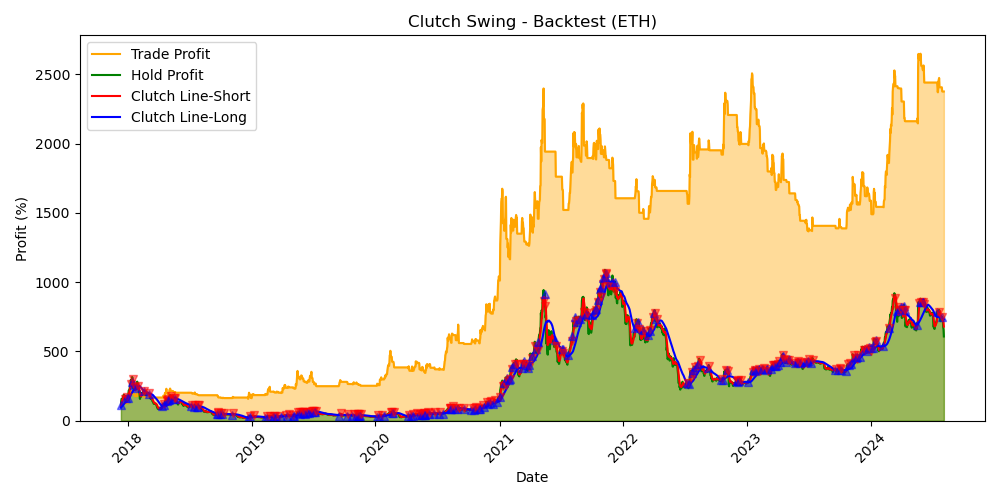 Clutch Swing - Backtest (ETH)
Trade Profit
Hold Profit
Clutch Line-Short
Clutch Line-Long
Profit (%)
2500
2000
1500
1000
500
0
2018
2019
2020
2021
2022
2023
2024
Date